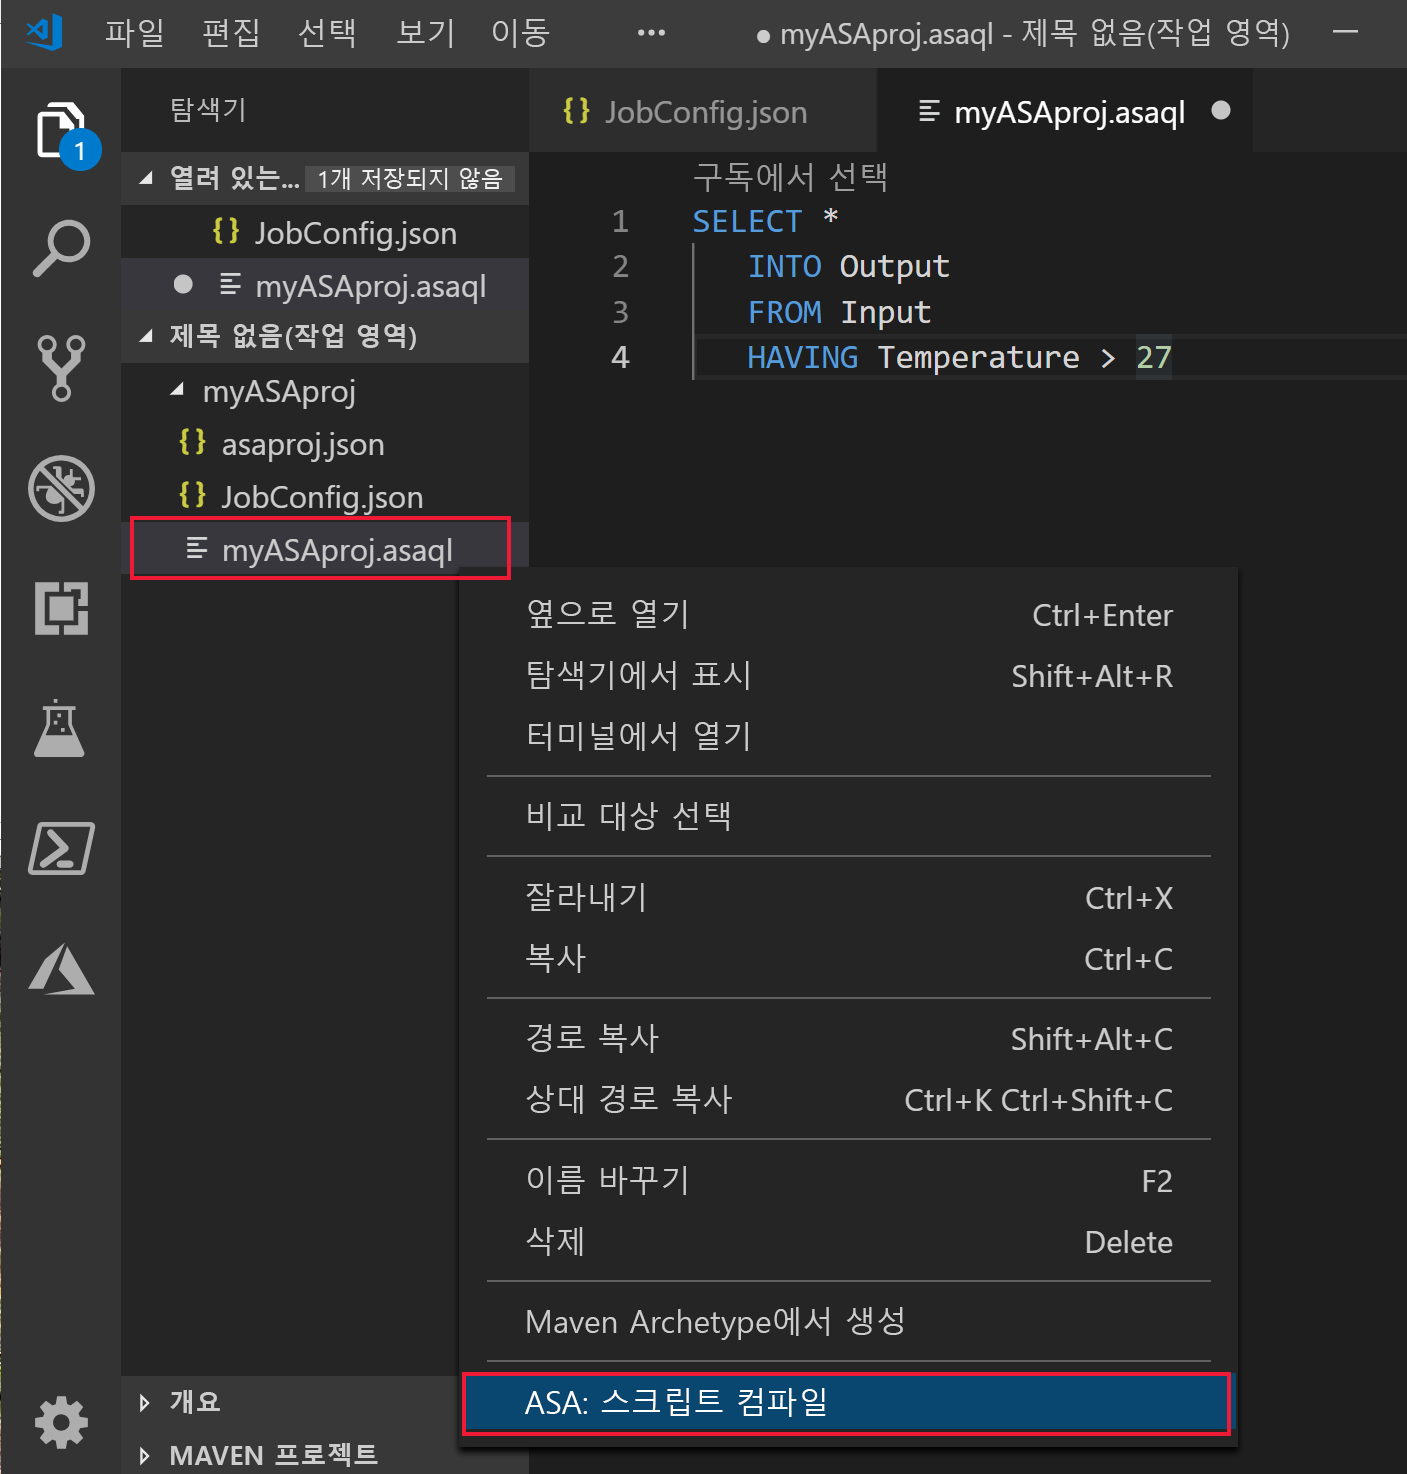 파일 편집 선택 보기 이동 ··· ● myASAproj.asaql - 제목 없음(작업 영역)
탐색기
1
열려 있는... 1개 저장되지 않음
{} JobConfig.json
● myASAproj.asaql
제목 없음(작업 영역)
myASAproj
{} asaproj.json
{} JobConfig.json
myASAproj.asaql
{} JobConfig.json
myASAproj.asaql ●
구독에서 선택
1 SELECT *
2 INTO Output
3 FROM Input
4 HAVING Temperature > 27
옆으로 열기 Ctrl+Enter
탐색기에서 표시 Shift+Alt+R
터미널에서 열기
비교 대상 선택
잘라내기 Ctrl+X
복사 Ctrl+C
경로 복사 Shift+Alt+C
상대 경로 복사 Ctrl+K Ctrl+Shift+C
이름 바꾸기 F2
삭제 Delete
Maven Archetype에서 생성
ASA: 스크립트 컴파일
개요
MAVEN 프로젝트